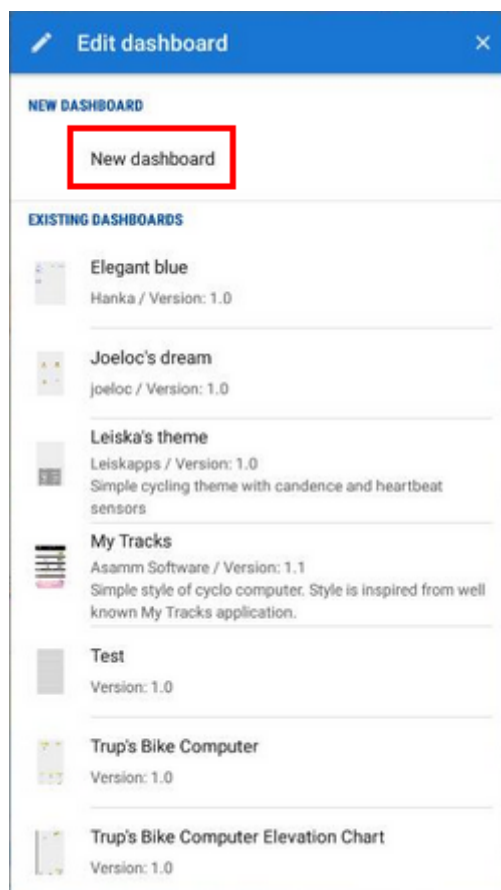 Edit dashboard
NEW DASHBOARD
New dashboard
EXISTING DASHBOARDS
Elegant blue
Hanka / Version: 1.0
Joeloc's dream
joeloc / Version: 1.0
Leiska's theme
Leiskapps / Version: 1.0
Simple cycling theme with candence and heartbeat
sensors
My Tracks
Asamm Software / Version: 1.1
Simple style of cyclo computer. Style is inspired from well
known My Tracks application.
Test
Version: 1.0
Trup's Bike Computer
Version: 1.0
Trup's Bike Computer Elevation Chart
Version: 1.0